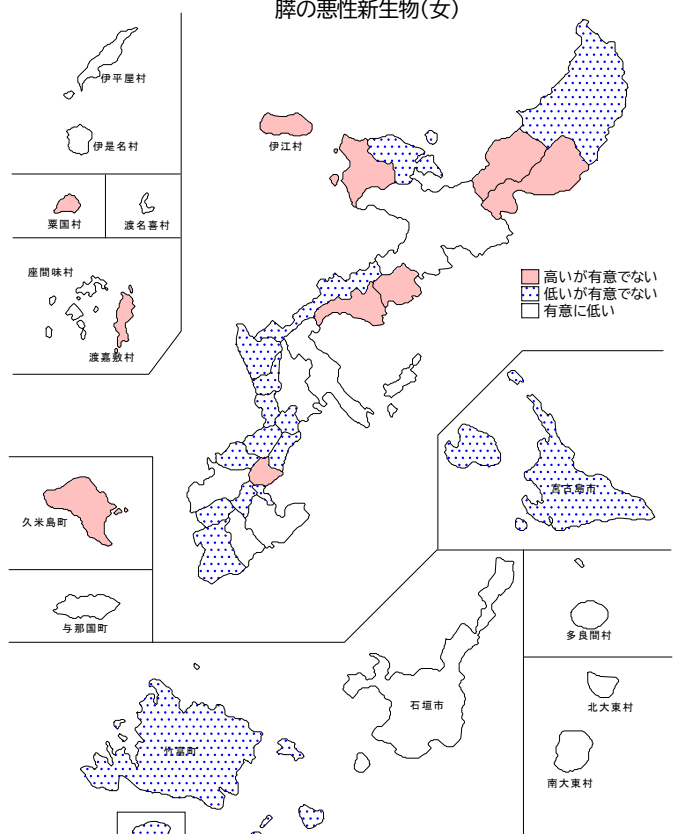 膵の悪性新生物(女)
伊平屋村
伊是名村
伊江村
粟国村
渡名喜村
座間味村
渡嘉敷村
高いが有意でない
低いが有意でない
有意に低い
久米島町
宮古島市
与那国町
多良間村
石垣市
北大東村
竹富町
南大東村